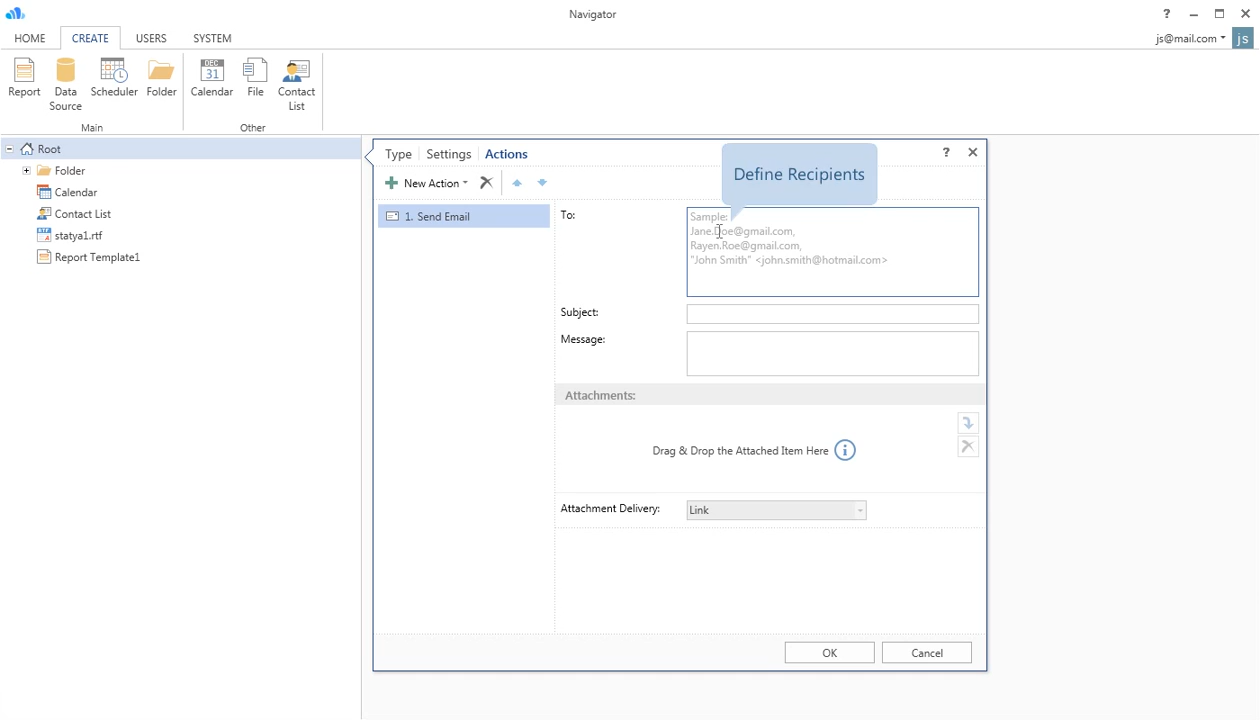 Navigator
?
HOME
CREATE
USERS
SYSTEM
js@mail.com
js
Report
Data
Source
Scheduler
Folder
DEC
31
Calendar
File
Contact
List
Main
Other
Root
Folder
Calendar
Contact List
statya1.rtf
Report Template1
Type
Settings
Actions
?
New Action
Define Recipients
1. Send Email
To:
Sample:
Jane.Doe@gmail.com,
Rayen.Roe@gmail.com,
"John Smith" <john.smith@hotmail.com>
Subject:
Message:
Attachments:
Drag & Drop the Attached Item Here
i
Attachment Delivery:
Link
OK
Cancel